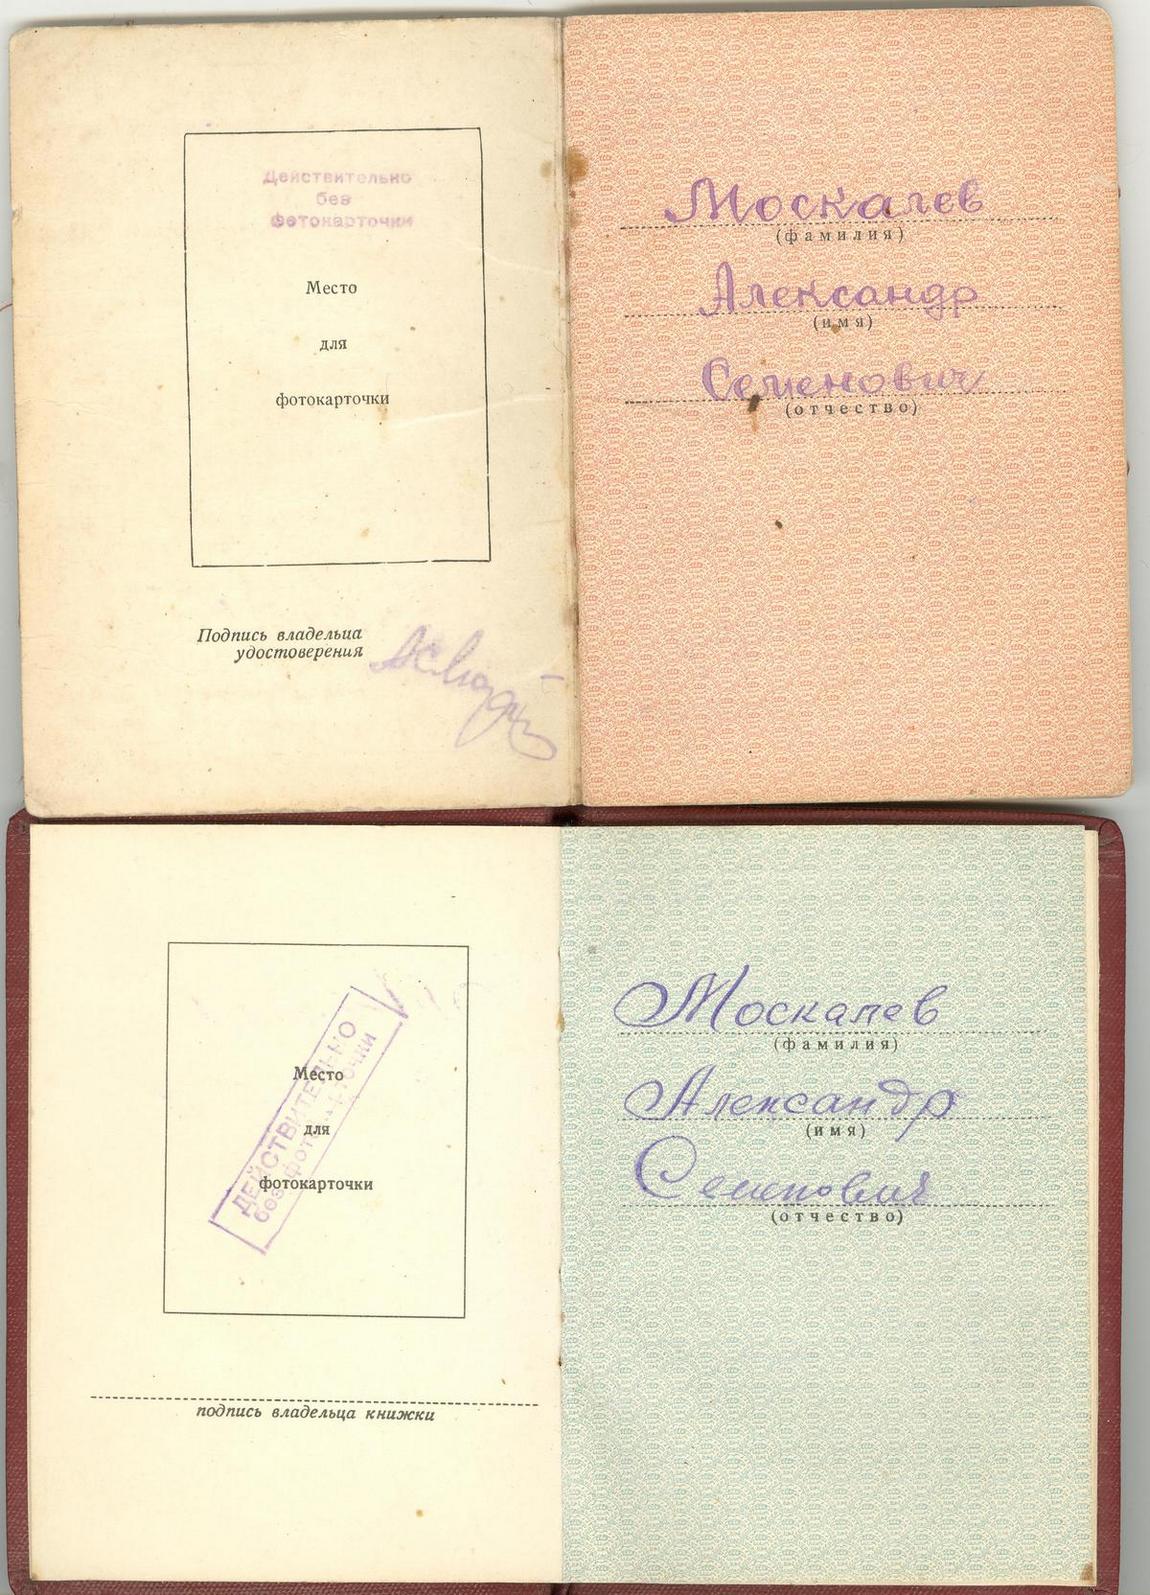 Действительно
без
фотокарточки
Место
для
фотокарточки
Подпись владельца
удостоверения
Москалев
(фамилия)
Александр
(имя)
Семенович
(отчество)
ДЕЙСТВИТЕЛЬНО
без фотокарточки
Место
для
фотокарточки
подпись владельца книжки
Москалев
(фамилия)
Александр
(имя)
Семенович
(отчество)